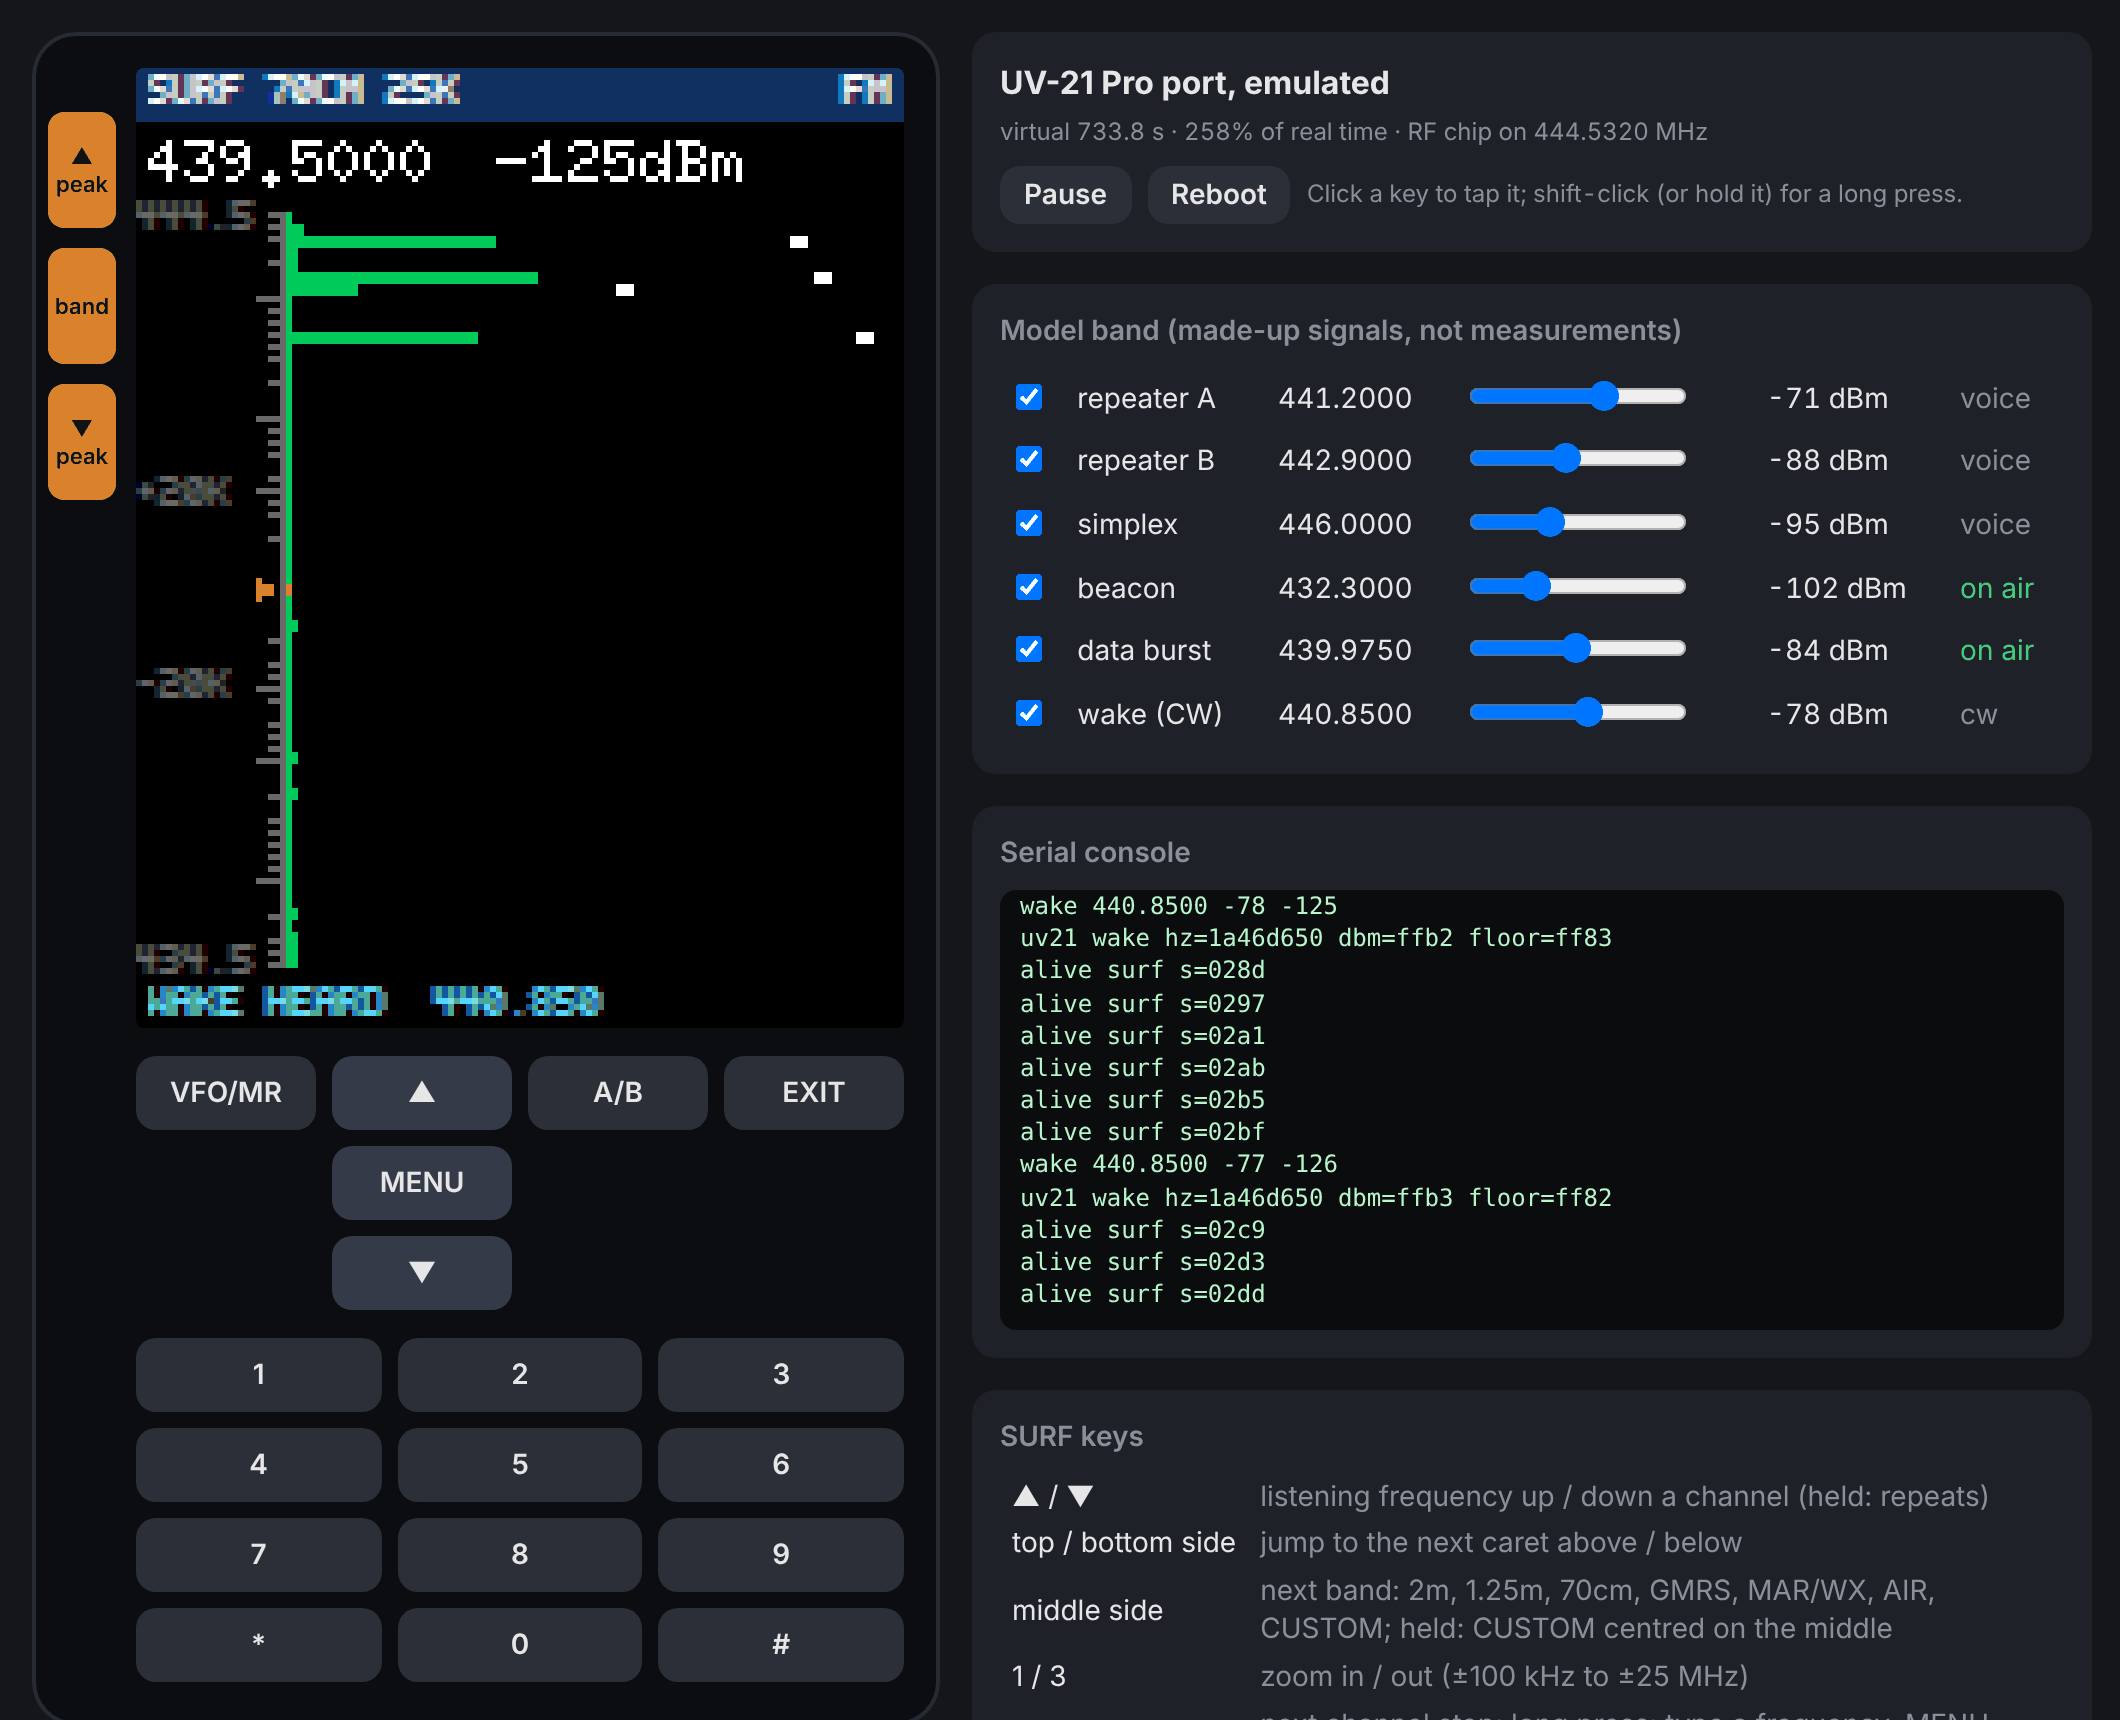 SURF 70CM 25K FM
439.5000 -125dBm
▲
peak
band
▼
peak
444.5
+20K
-20K
434.5
WAKE HEARD 440.850
VFO/MR ▲ A/B EXIT
MENU
▼
1 2 3
4 5 6
7 8 9
* 0 #
UV-21 Pro port, emulated
virtual 733.8 s · 258% of real time · RF chip on 444.5320 MHz
Pause Reboot Click a key to tap it; shift-click (or hold it) for a long press.
Model band (made-up signals, not measurements)
repeater A 441.2000 -71 dBm voice
repeater B 442.9000 -88 dBm voice
simplex 446.0000 -95 dBm voice
beacon 432.3000 -102 dBm on air
data burst 439.9750 -84 dBm on air
wake (CW) 440.8500 -78 dBm cw
Serial console
wake 440.8500 -78 -125
uv21 wake hz=1a46d650 dbm=ffb2 floor=ff83
alive surf s=028d
alive surf s=0297
alive surf s=02a1
alive surf s=02ab
alive surf s=02b5
alive surf s=02bf
wake 440.8500 -77 -126
uv21 wake hz=1a46d650 dbm=ffb3 floor=ff82
alive surf s=02c9
alive surf s=02d3
alive surf s=02dd
SURF keys
▲ / ▼ listening frequency up / down a channel (held: repeats)
top / bottom side jump to the next caret above / below
middle side next band: 2m, 1.25m, 70cm, GMRS, MAR/WX, AIR,
CUSTOM; held: CUSTOM centred on the middle
1 / 3 zoom in / out (±100 kHz to ±25 MHz)